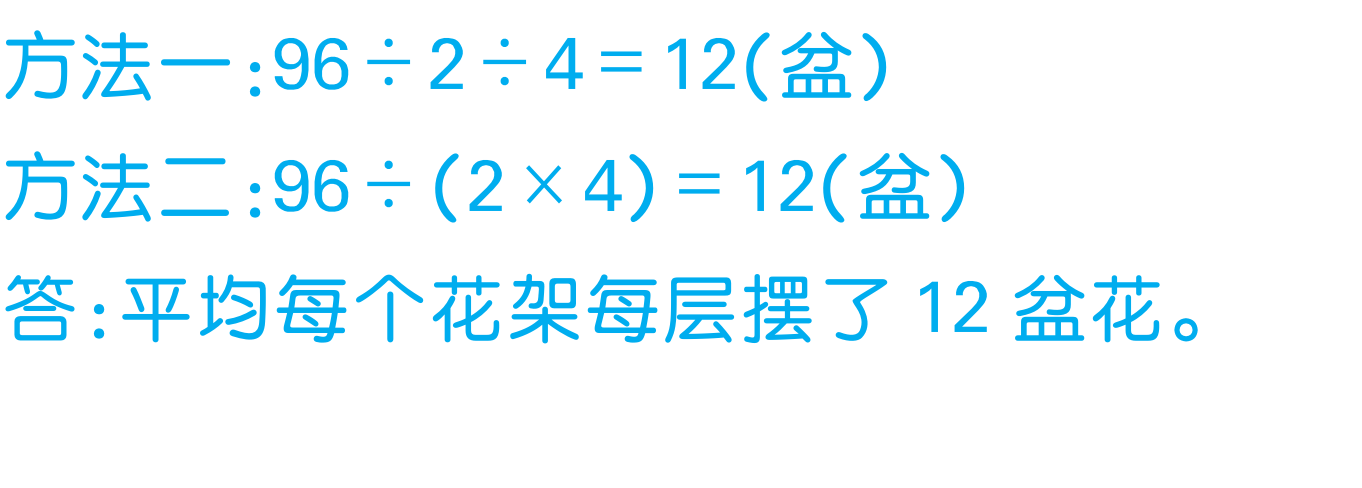 方法一:96÷2÷4=12(盆)
方法二:96÷(2×4)=12(盆)
答:平均每个花架每层摆了 12 盆花。